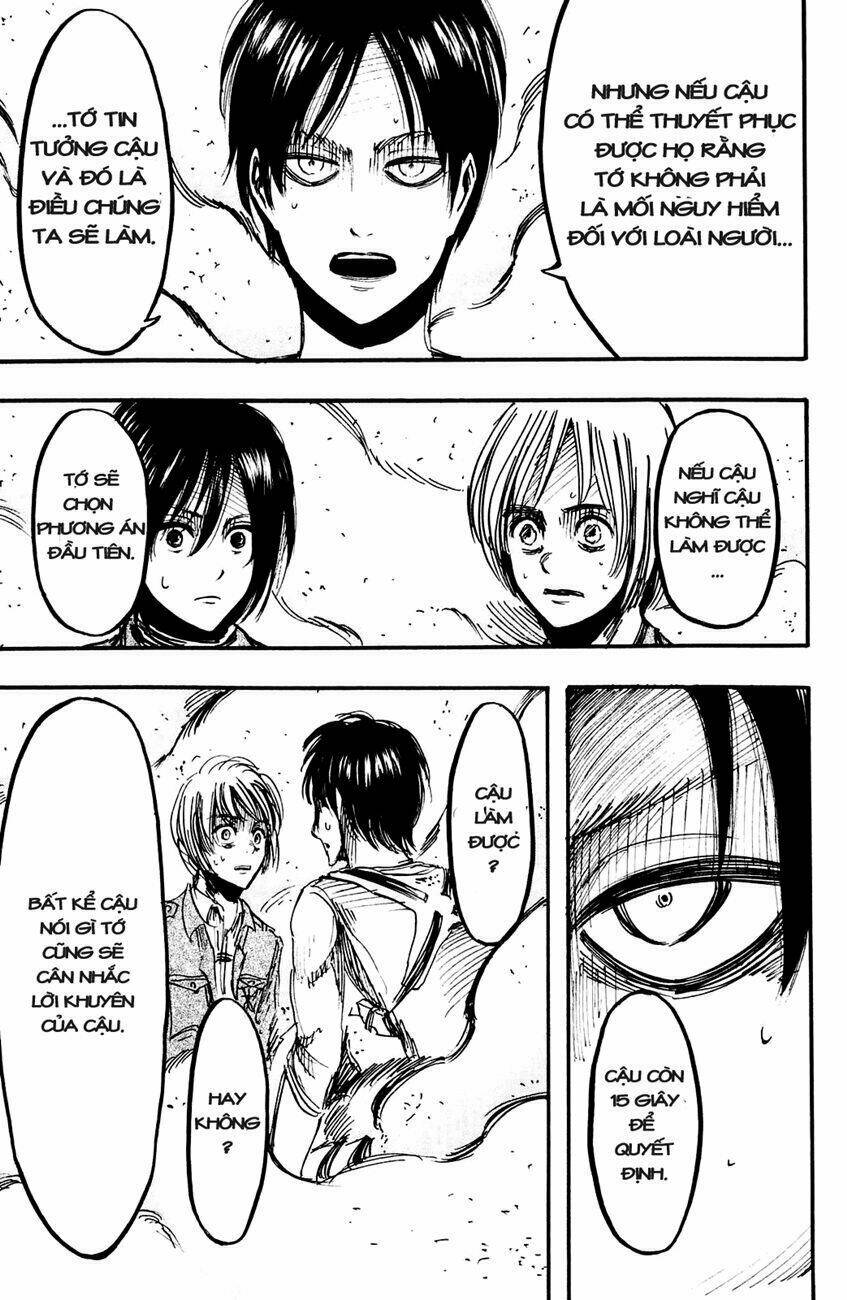 NHƯNG NẾU CẬU
CÓ THỂ THUYẾT PHỤC
ĐƯỢC HỌ RẰNG
TỚ KHÔNG PHẢI
LÀ MỐI NGUY HIỂM
ĐỐI VỚI LOÀI NGƯỜI...
...TỚ TIN
TƯỞNG CẬU
VÀ ĐÓ LÀ
ĐIỀU CHÚNG
TA SẼ LÀM.
NẾU CẬU
NGHĨ CẬU
KHÔNG THỂ
LÀM ĐƯỢC
...
TỚ SẼ
CHỌN
PHƯƠNG ÁN
ĐẦU TIÊN.
CẬU CÒN
15 GIÂY ĐỂ
QUYẾT
ĐỊNH.
CẬU
LÀM
ĐƯỢC
?
HAY
KHÔNG
?
BẤT KỂ CẬU
NÓI GÌ TỚ
CŨNG SẼ
CÂN NHẮC
LỜI KHUYÊN
CỦA CẬU.